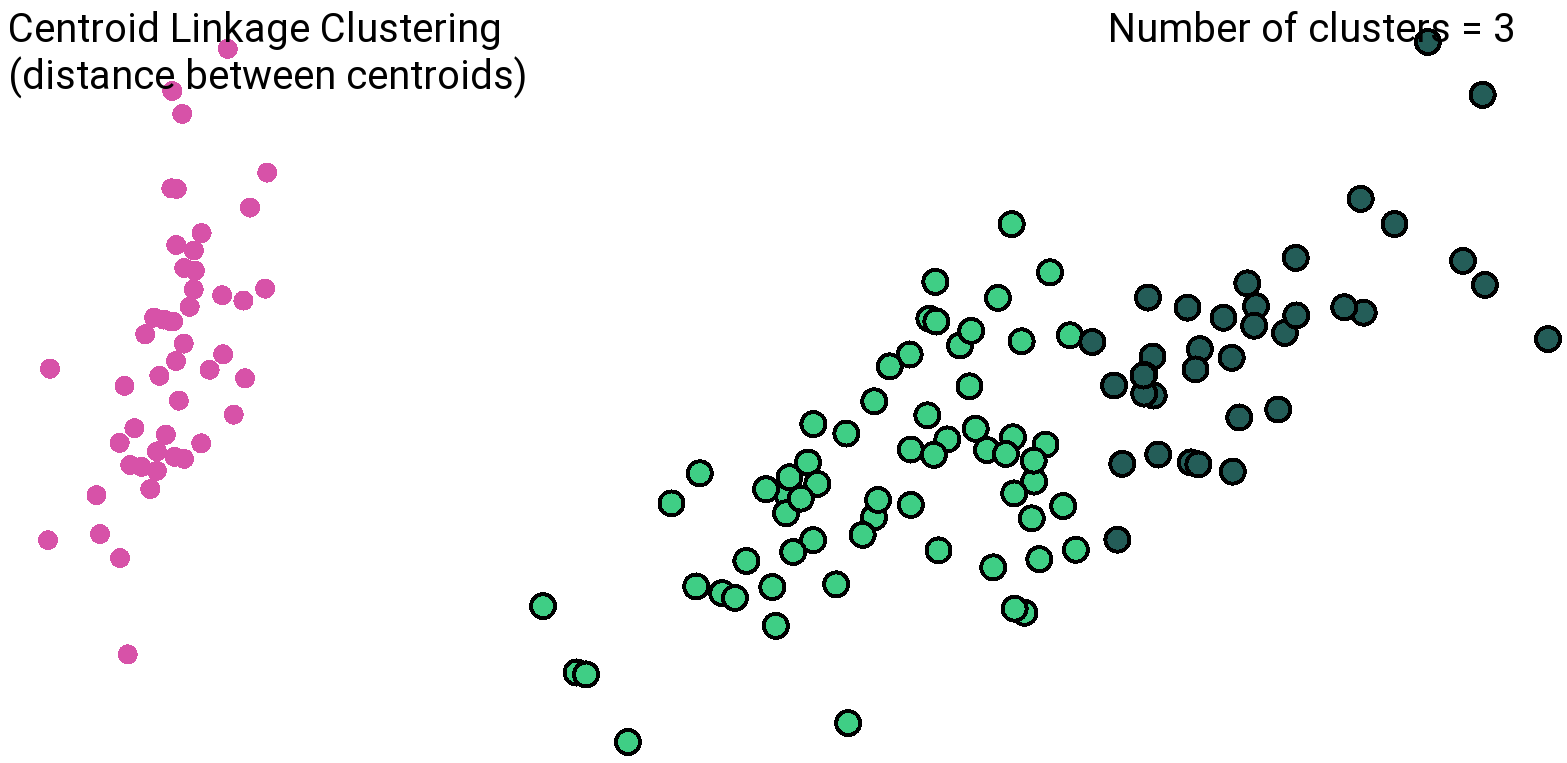 Centroid Linkage Clustering
(distance between centroids)
Number of clusters = 3